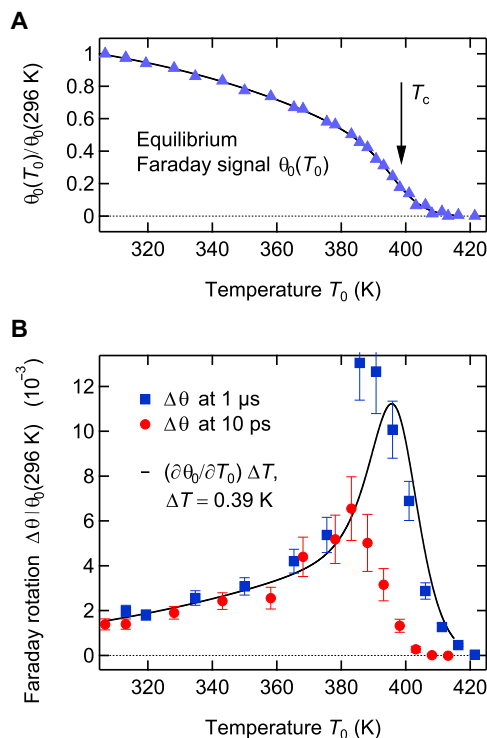 A
θ₀(T₀)/θ₀(296 K)
1
0.8
0.6
0.4
0.2
0
Tc
Equilibrium
Faraday signal θ₀(T₀)
320 340 360 380 400 420
Temperature T₀ (K)
B
Faraday rotation Δθ|θ₀(296 K) (10⁻³)
12
10
8
6
4
2
0
Δθ at 1 µs
Δθ at 10 ps
– (∂θ₀/∂T₀) ΔT,
ΔT = 0.39 K
320 340 360 380 400 420
Temperature T₀ (K)